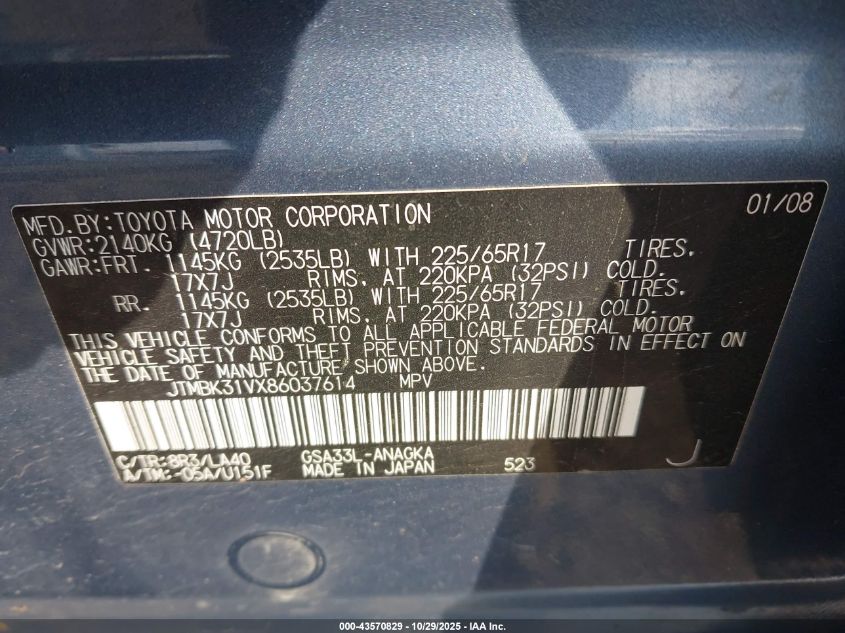 MFD.BY:TOYOTA MOTOR CORPORATION 01/08
GVWR:2140KG (4720LB)
GAWR:FRT. 1145KG (2535LB) WITH 225/65R17 TIRES.
17X7J RIMS, AT 220KPA (32PSI) COLD.
RR. 1145KG (2535LB) WITH 225/65R17 TIRES.
17X7J RIMS, AT 220KPA (32PSI) COLD.
THIS VEHICLE CONFORMS TO ALL APPLICABLE FEDERAL MOTOR
VEHICLE SAFETY AND THEFT PREVENTION STANDARDS IN EFFECT ON
THE DATE OF MANUFACTURE SHOWN ABOVE.
JTMBK31VX86037614 MPV
C/TR:8R3/LA40 GSA33L-ANAGKA
A/TM:-05A/U151F MADE IN JAPAN 523 J
000-43570829 - 10/29/2025 - IAA Inc.